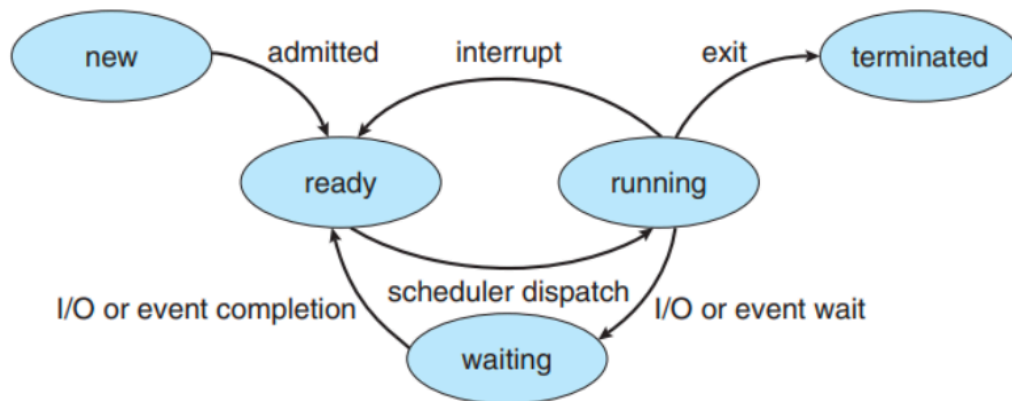 new
admitted
interrupt
exit
terminated
ready
running
scheduler dispatch
I/O or event completion
I/O or event wait
waiting